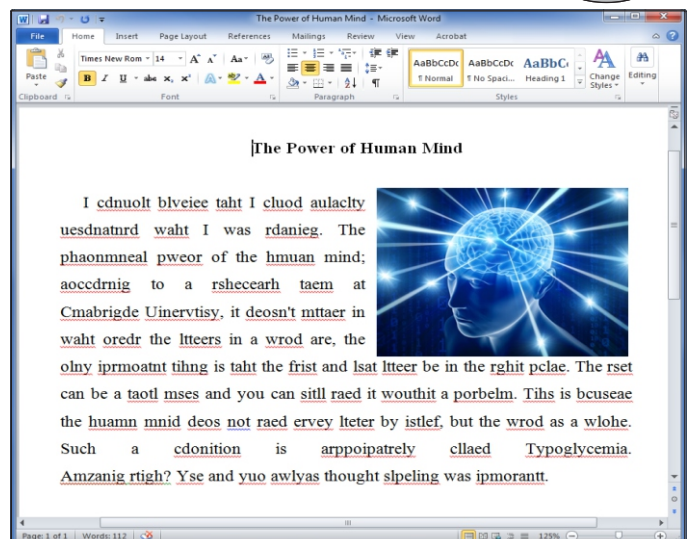 The Power of Human Mind - Microsoft Word
File Home Insert Page Layout References Mailings Review View Acrobat
Paste
Times New Rom 14
AaBbCcDc AaBbCcDc AaBbCc
¶ Normal ¶ No Spaci... Heading 1
Change Styles
Editing
Clipboard Font Paragraph Styles
The Power of Human Mind
I cdnuolt blveiee taht I cluod aulaclty
uesdnatnrd waht I was rdanieg. The
phaonmneal pweor of the hmuan mind;
aoccdrnig to a rshecearh taem at
Cmabrigde Uinervtisy, it deosn't mttaer in
waht oredr the ltteers in a wrod are, the
olny iprmoatnt tihng is taht the frist and lsat ltteer be in the rghit pclae. The rset
can be a taotl mses and you can sitll raed it wouthit a porbelm. Tihs is bcuseae
the huamn mnid deos not raed ervey lteter by istlef, but the wrod as a wlohe.
Such a cdonition is arppoipatrely cllaed Typoglycemia.
Amzanig rtigh? Yse and yuo awlyas thought slpeling was ipmorantt.
Page: 1 of 1 Words: 112 125%